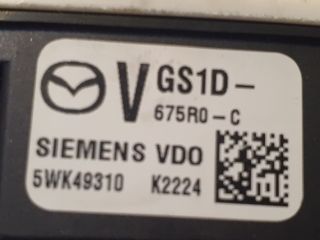 V GS1D-
675R0-C
SIEMENS VDO
5WK49310 K2224